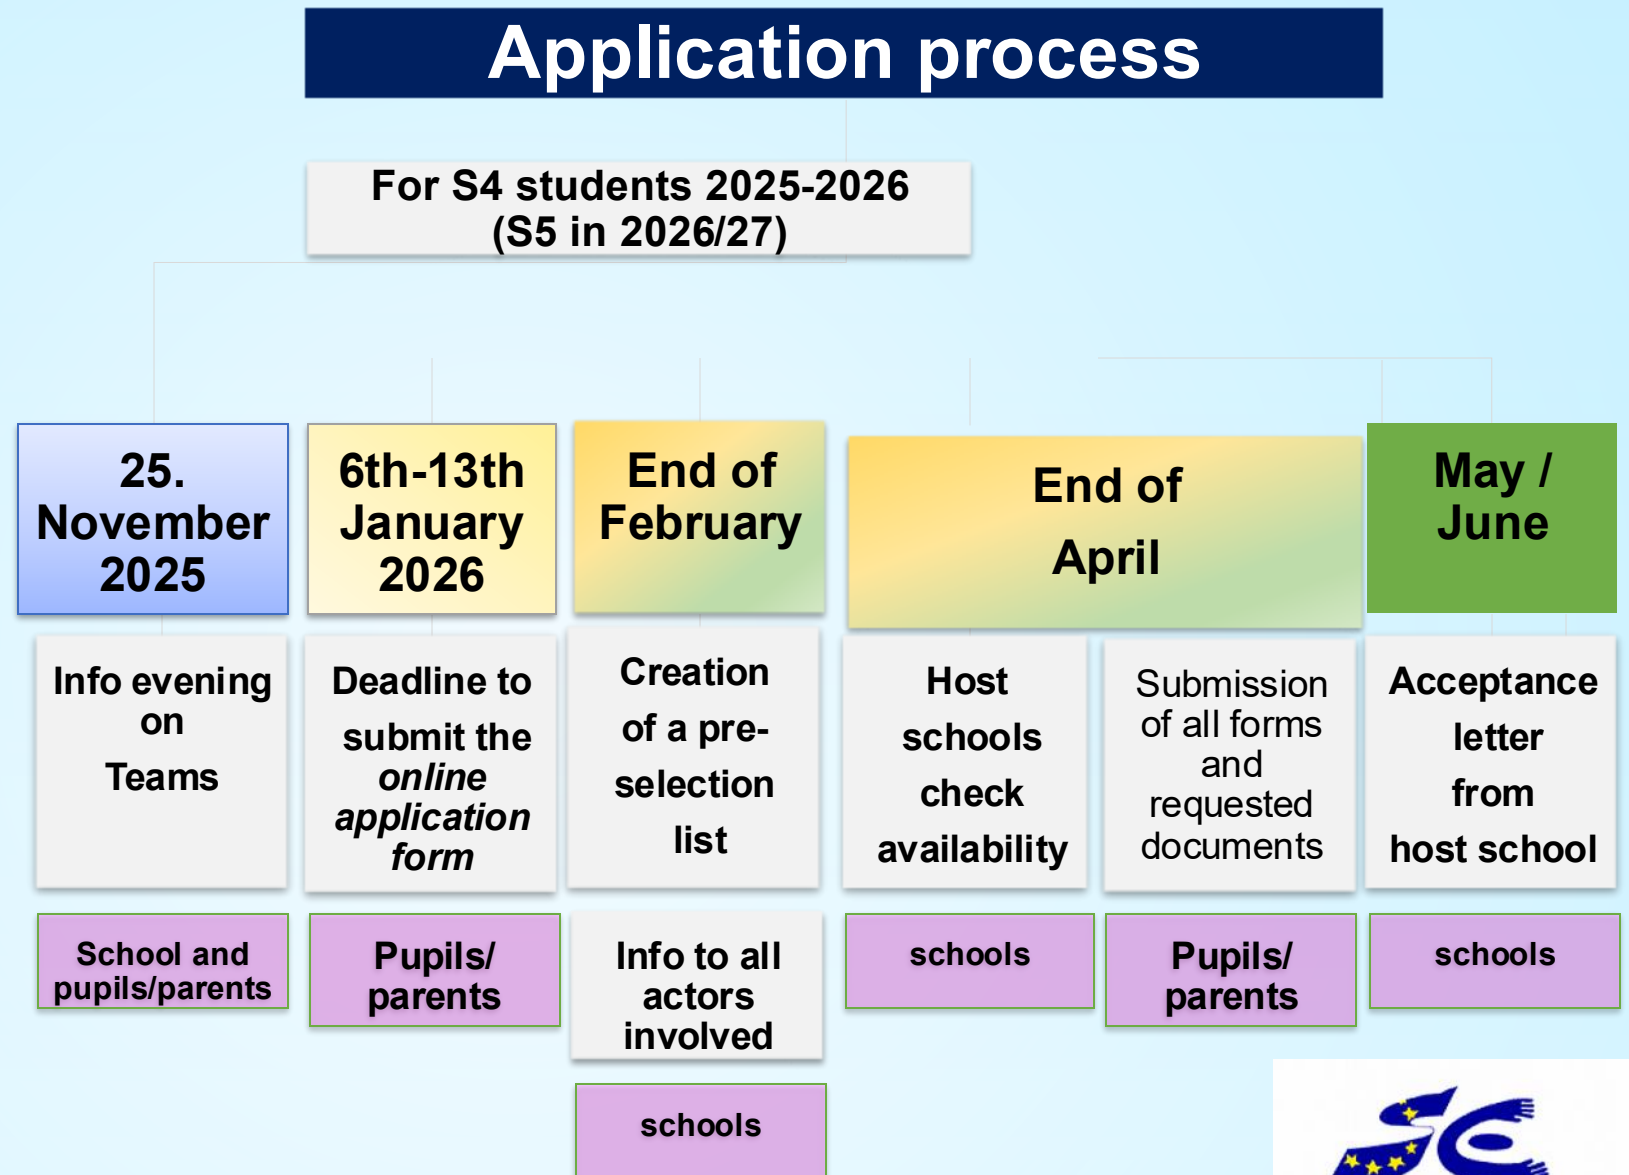 Application process
For S4 students 2025-2026
(S5 in 2026/27)
25.
November
2025
Info evening
on
Teams
School and
pupils/parents
6th-13th
January
2026
Deadline to
submit the
online
application
form
Pupils/
parents
End of
February
Creation
of a pre-
selection
list
Info to all
actors
involved
schools
End of
April
Host
schools
check
availability
schools
Submission
of all forms
and
requested
documents
Pupils/
parents
May /
June
Acceptance
letter
from
host school
schools